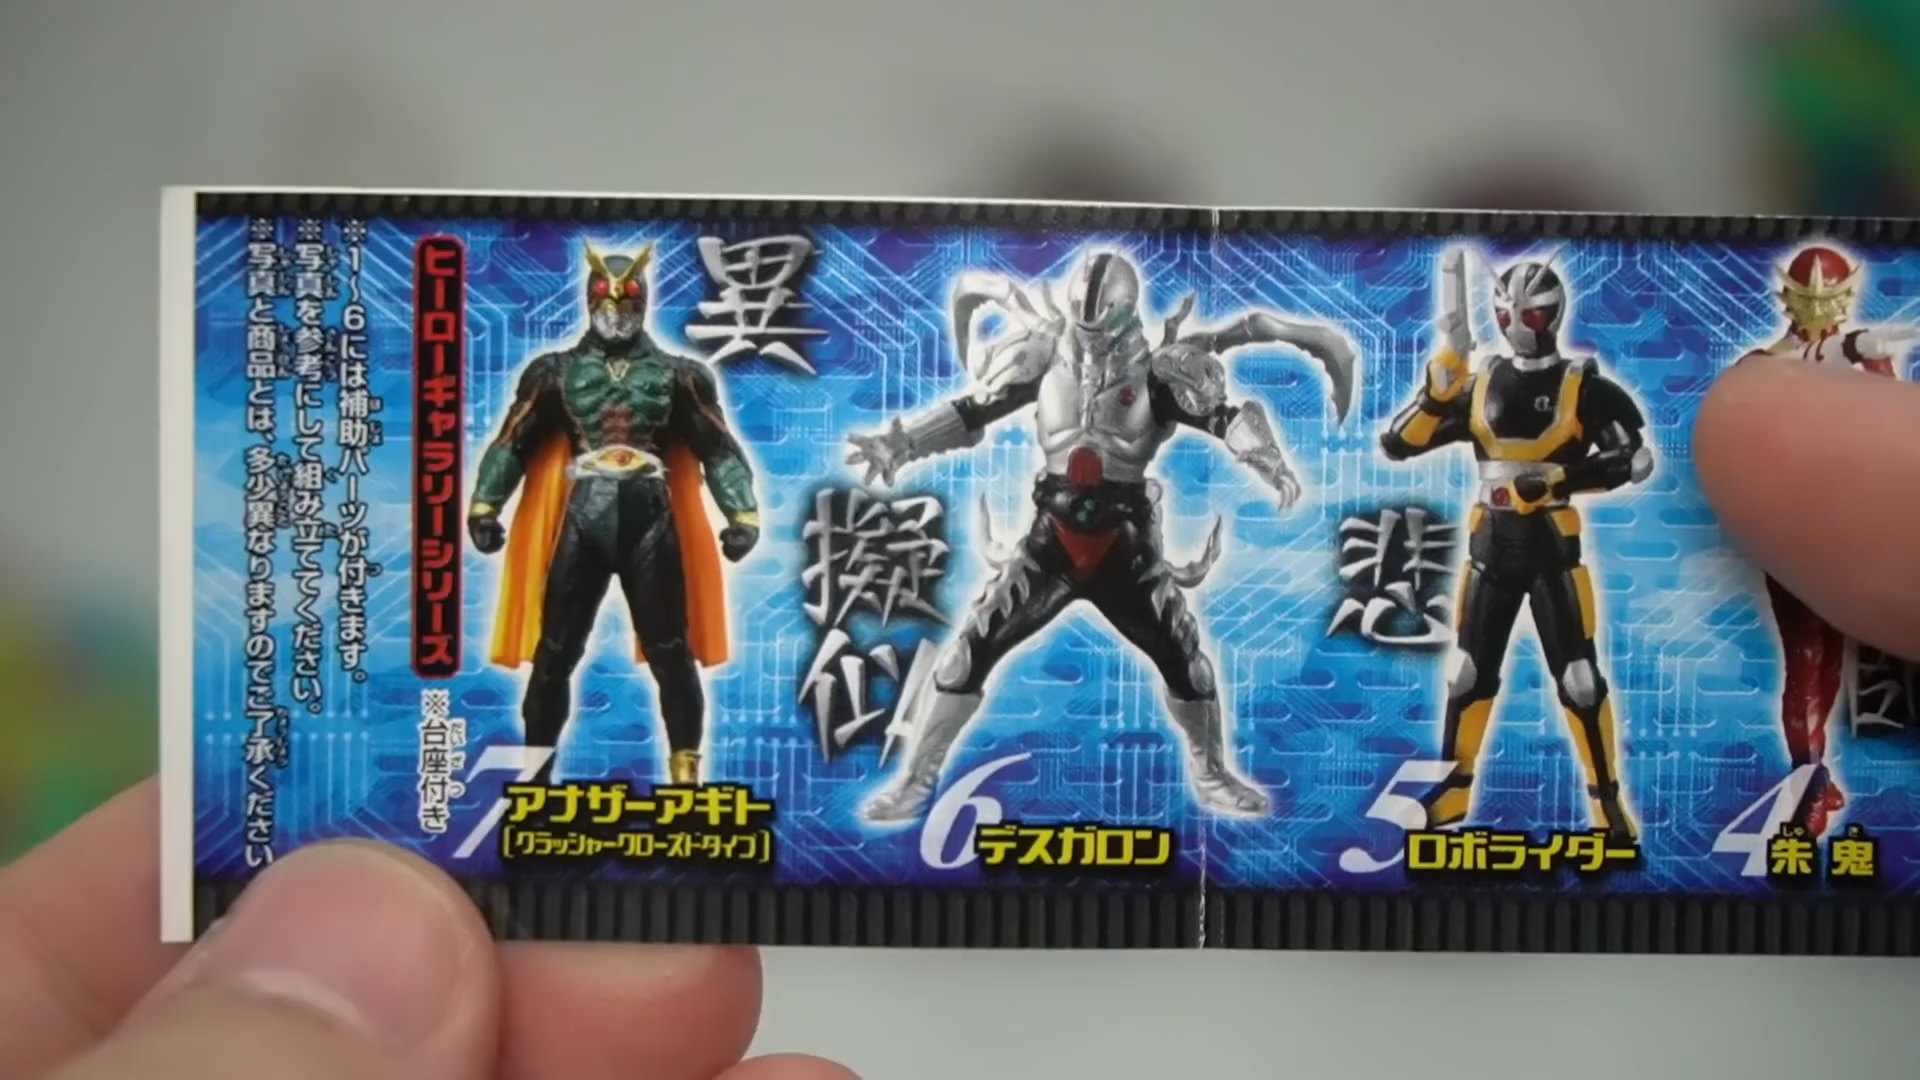 ※1～6には補助パーツが付きます。
※写真を参考にして組み立ててください。
※写真と商品とは、多少異なりますのでご了承ください
ヒーローギャラリーシリーズ
※台座付き
異
7
アナザーアギト
[クラッシャークローズドタイプ]
擬似
6
デスガロン
悲
5
ロボライダー
4
朱鬼